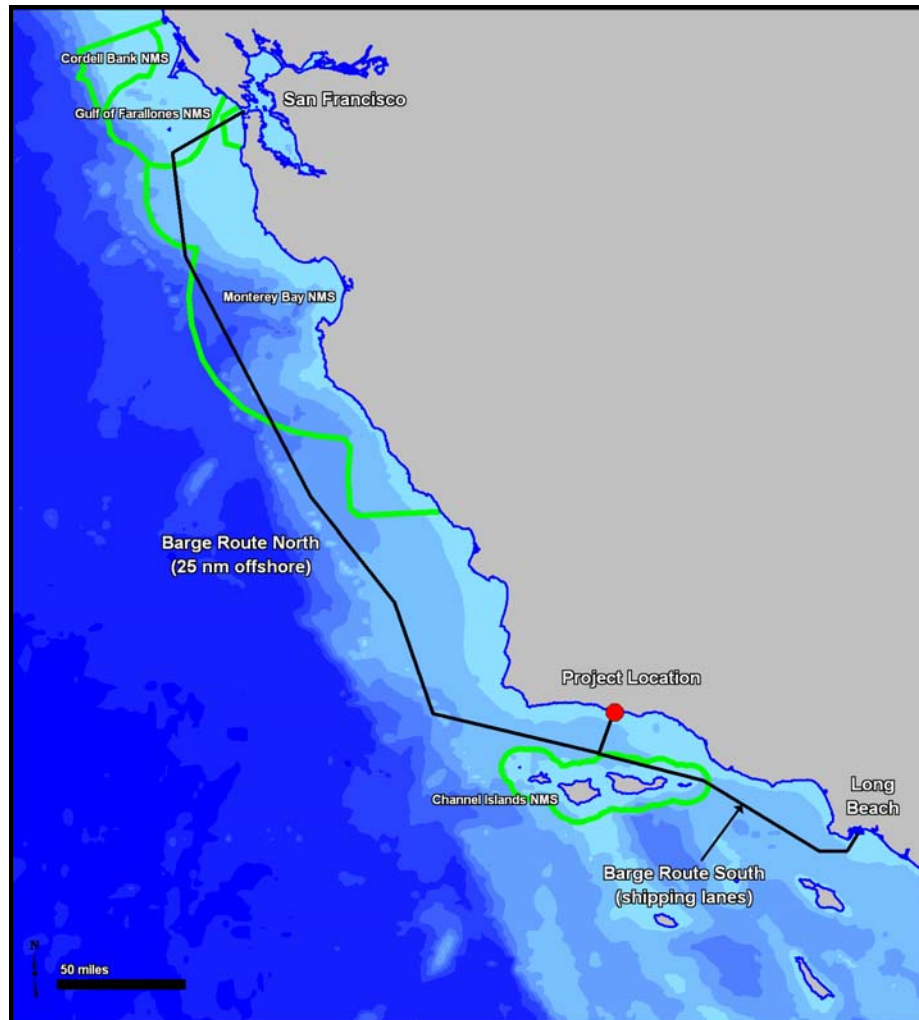 Cordell Bank NMS
San Francisco
Gulf of Farallones NMS
Monterey Bay NMS
Barge Route North
(25 nm offshore)
Project Location
Channel Islands NMS
Long
Beach
Barge Route South
(shipping lanes)
N
50 miles